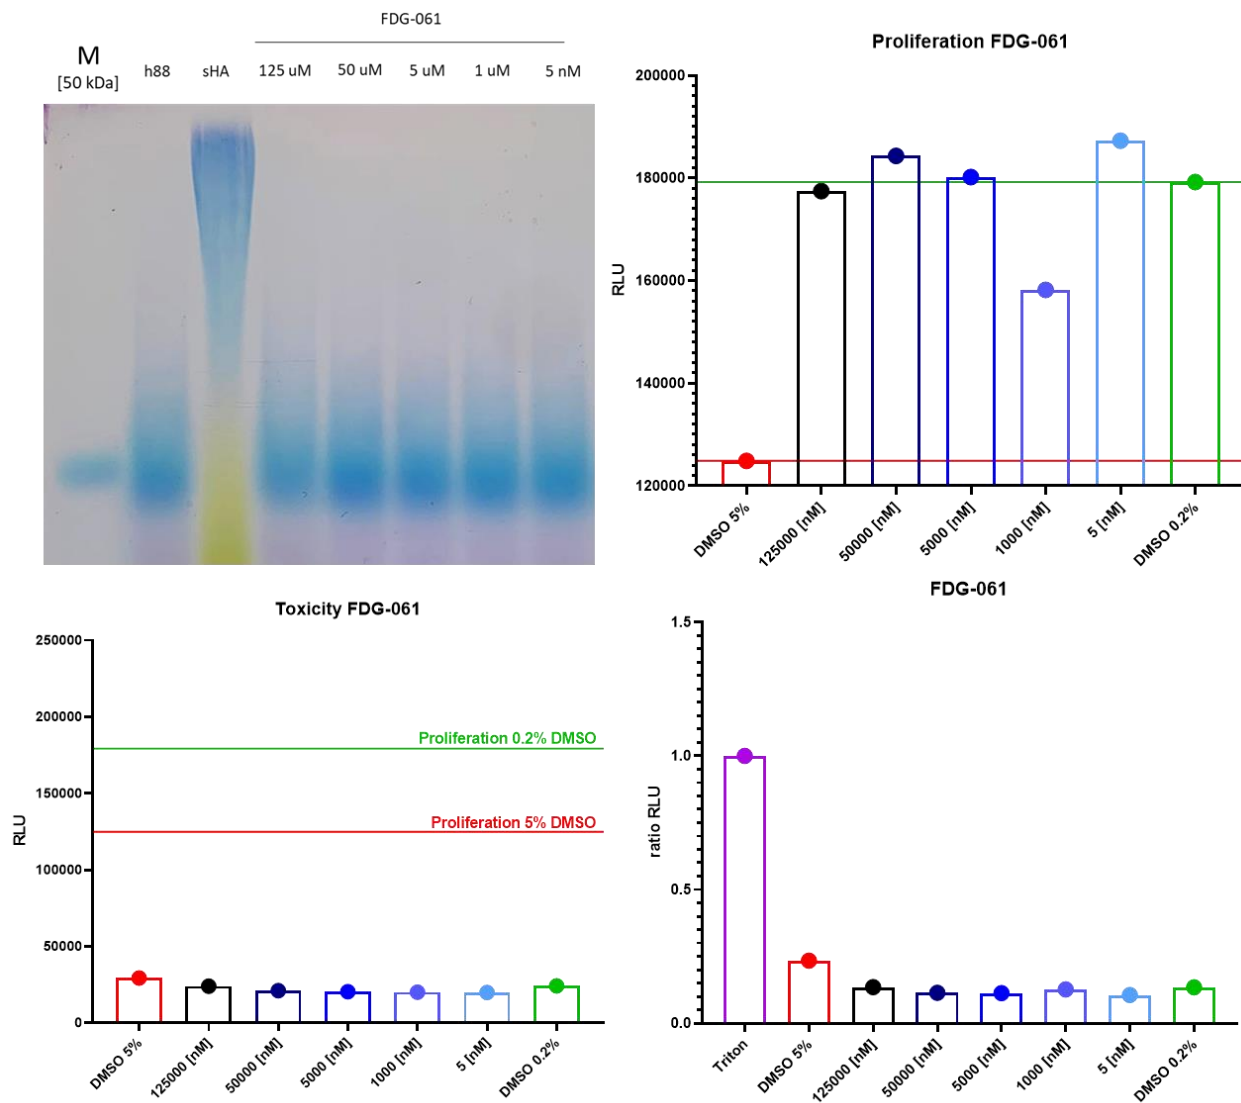 FDG-061
M
[50 kDa]
h88 sHA 125 uM 50 uM 5 uM 1 uM 5 nM
Proliferation FDG-061
200000
180000
160000
140000
120000
RLU
DMSO 5%
125000 [nM]
50000 [nM]
5000 [nM]
1000 [nM]
5 [nM]
DMSO 0.2%
Toxicity FDG-061
250000
200000
150000
100000
50000
0
RLU
Proliferation 0.2% DMSO
Proliferation 5% DMSO
DMSO 5%
125000 [nM]
50000 [nM]
5000 [nM]
1000 [nM]
5 [nM]
DMSO 0.2%
FDG-061
1.5
1.0
0.5
0.0
ratio RLU
Triton
DMSO 5%
125000 [nM]
50000 [nM]
5000 [nM]
1000 [nM]
5 [nM]
DMSO 0.2%